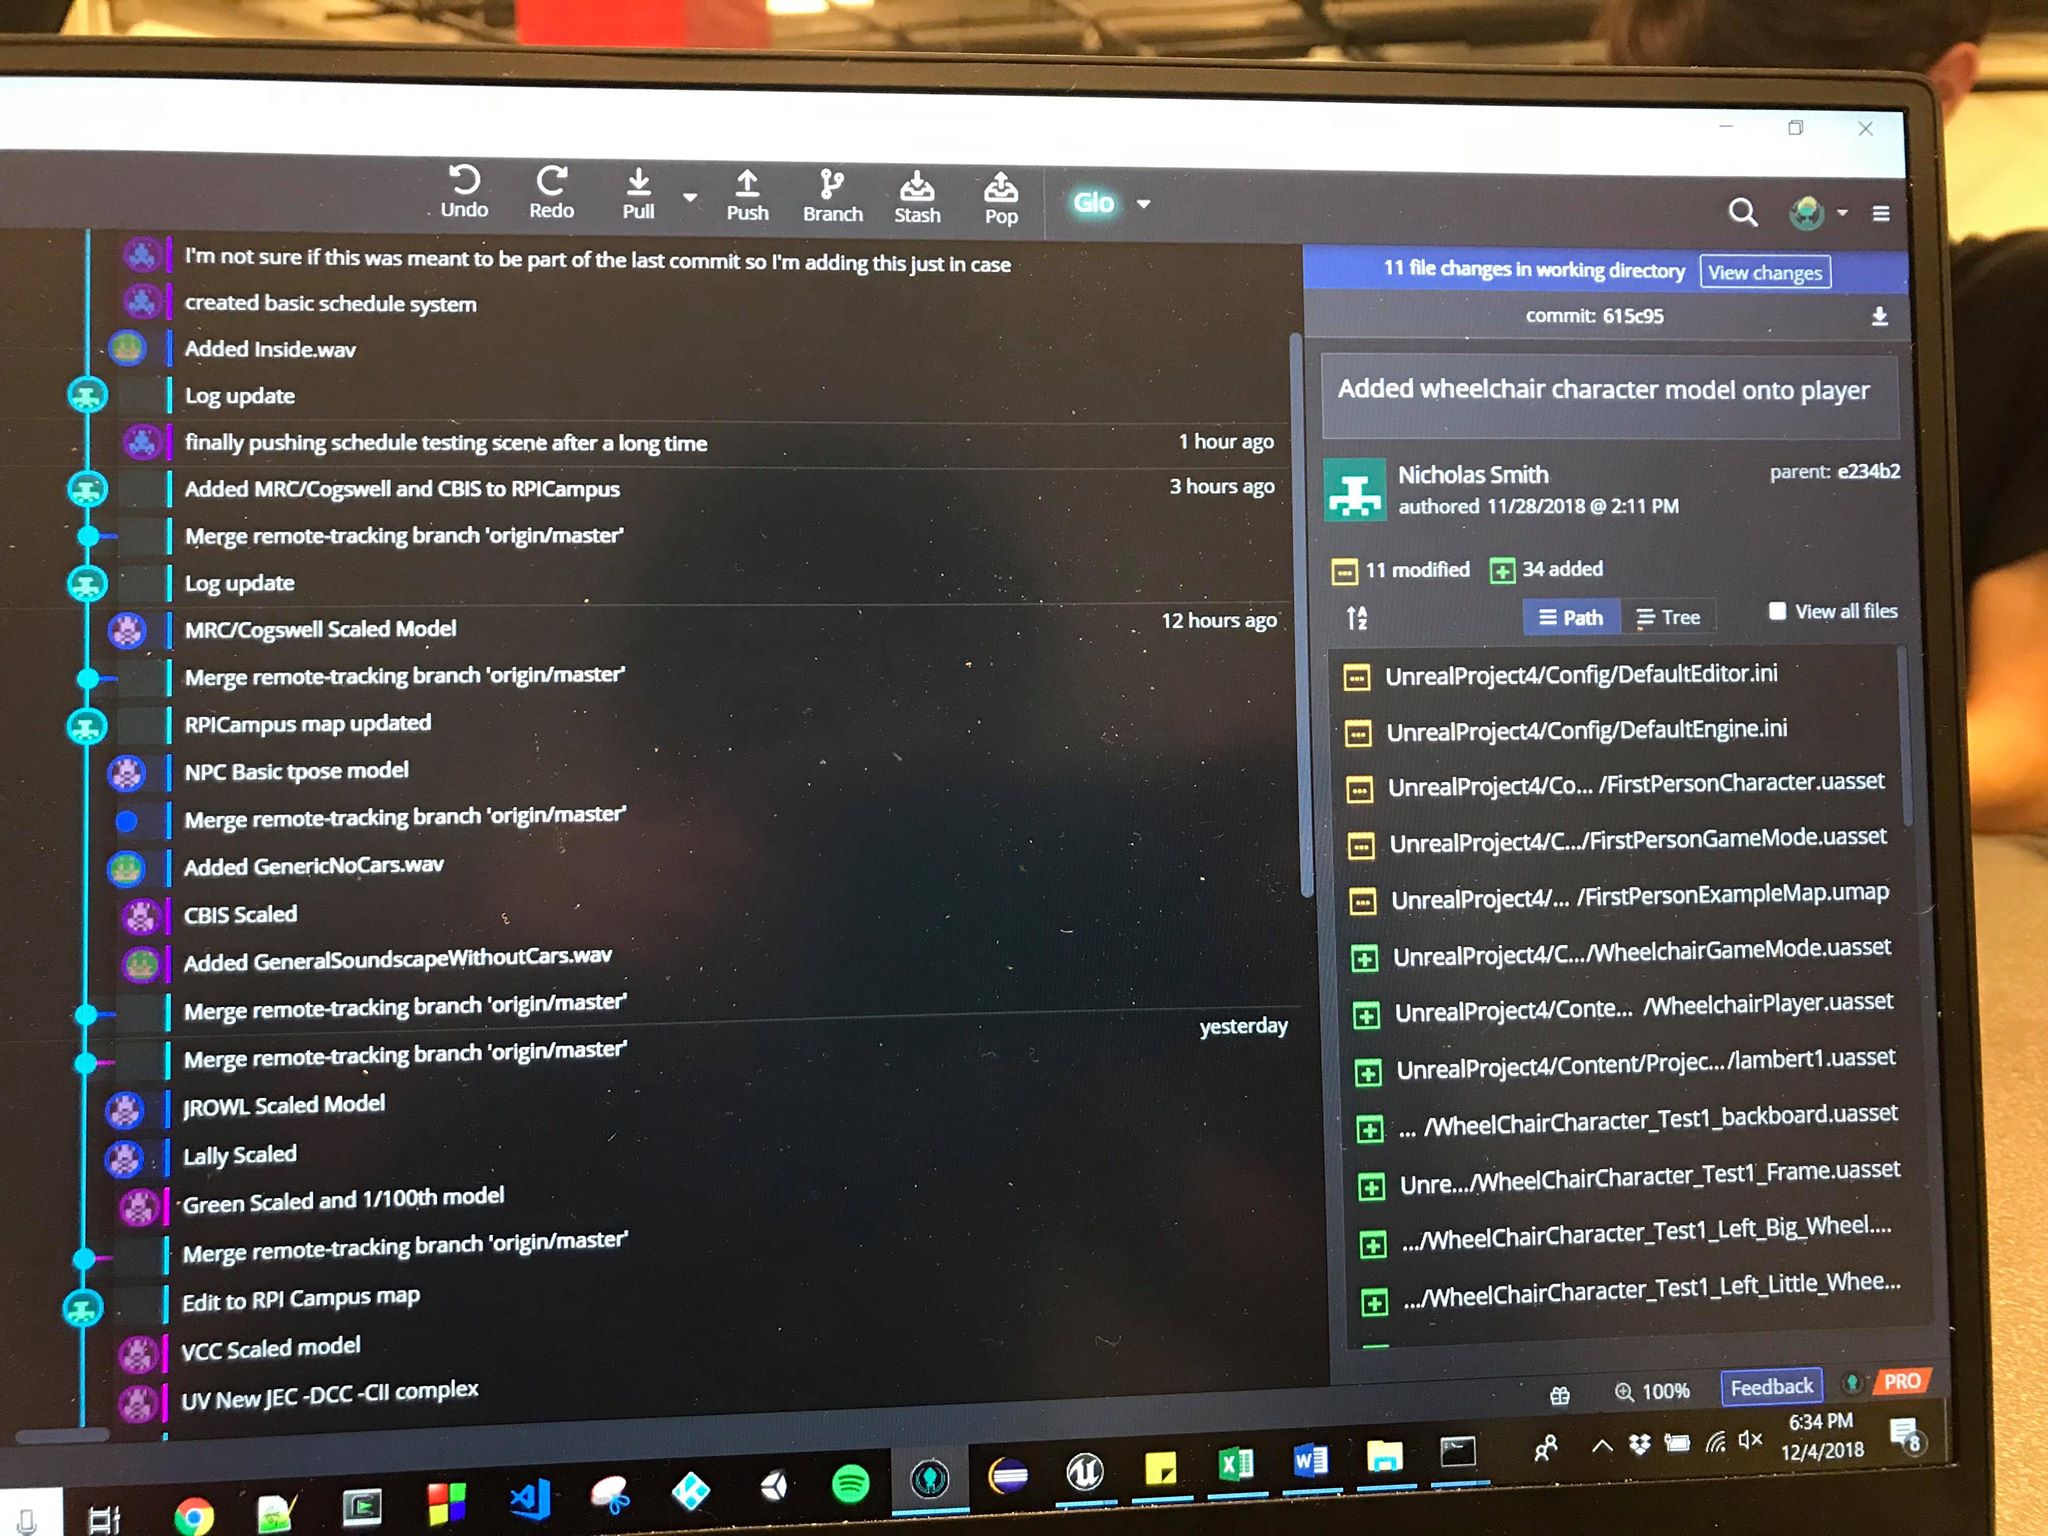 Undo
Redo
Pull
Push
Branch
Stash
Pop
Glo
I'm not sure if this was meant to be part of the last commit so I'm adding this just in case
created basic schedule system
Added Inside.wav
Log update
finally pushing schedule testing scene after a long time
1 hour ago
Added MRC/Cogswell and CBIS to RPICampus
3 hours ago
Merge remote-tracking branch 'origin/master'
Log update
MRC/Cogswell Scaled Model
12 hours ago
Merge remote-tracking branch 'origin/master'
RPICampus map updated
NPC Basic tpose model
Merge remote-tracking branch 'origin/master'
Added GenericNoCars.wav
CBIS Scaled
Added GeneralSoundscapeWithoutCars.wav
Merge remote-tracking branch 'origin/master'
yesterday
Merge remote-tracking branch 'origin/master'
JROWL Scaled Model
Lally Scaled
Green Scaled and 1/100th model
Merge remote-tracking branch 'origin/master'
Edit to RPI Campus map
VCC Scaled model
UV New JEC -DCC -CII complex
11 file changes in working directory
View changes
commit: 615c95
Added wheelchair character model onto player
Nicholas Smith
parent: e234b2
authored 11/28/2018 @ 2:11 PM
11 modified
34 added
A
Z
Path
Tree
View all files
UnrealProject4/Config/DefaultEditor.ini
UnrealProject4/Config/DefaultEngine.ini
UnrealProject4/Co... /FirstPersonCharacter.uasset
UnrealProject4/C.../FirstPersonGameMode.uasset
UnrealProject4/... /FirstPersonExampleMap.umap
UnrealProject4/C.../WheelchairGameMode.uasset
UnrealProject4/Conte... /WheelchairPlayer.uasset
UnrealProject4/Content/Projec.../lambert1.uasset
... /WheelChairCharacter_Test1_backboard.uasset
Unre.../WheelChairCharacter_Test1_Frame.uasset
.../WheelChairCharacter_Test1_Left_Big_Wheel....
.../WheelChairCharacter_Test1_Left_Little_Whee...
100%
Feedback
PRO
6:34 PM
12/4/2018
8